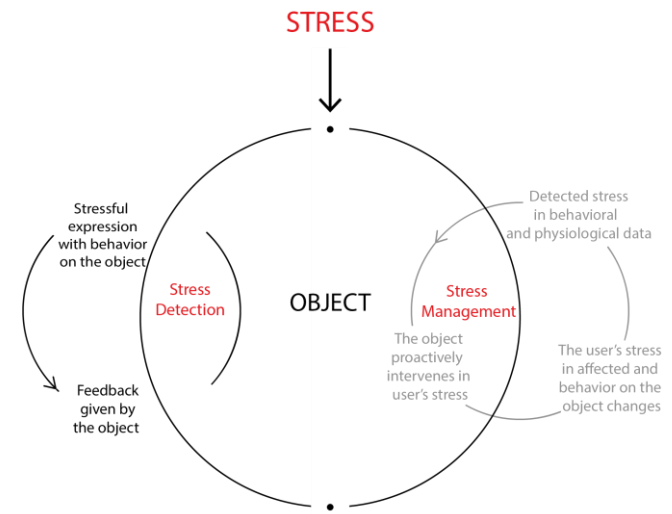 STRESS
Stressful
expression
with behavior
on the object
Stress
Detection
Feedback
given by
the object
OBJECT
Detected stress
in behavioral
and physiological data
Stress
Management
The object
proactively
intervenes in
user's stress
The user's stress
in affected and
behavior on the
object changes